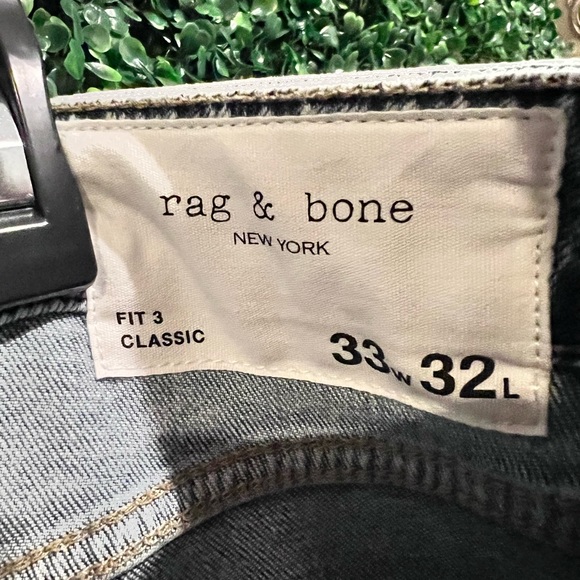 rag & bone
NEW YORK
FIT 3
CLASSIC
33W 32L